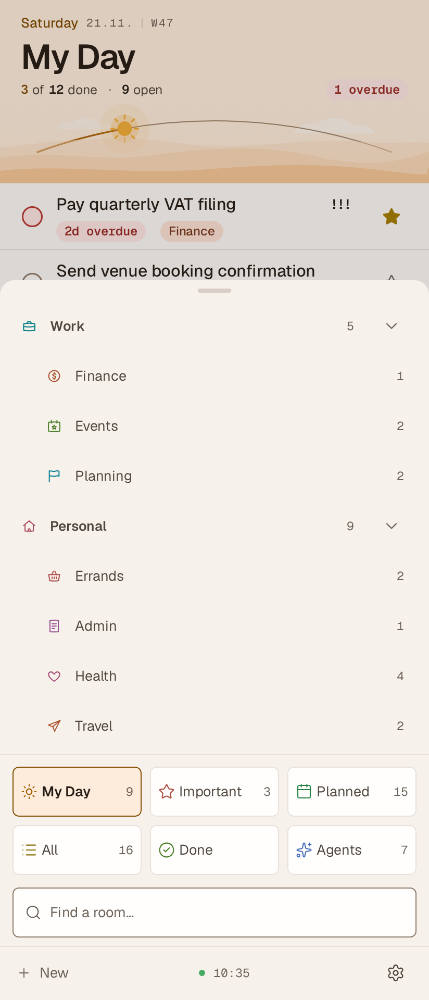 Saturday 21.11. | W47
My Day
3 of 12 done · 9 open
1 overdue
Pay quarterly VAT filing !!!
2d overdue Finance
Send venue booking confirmation
Work 5
Finance 1
Events 2
Planning 2
Personal 9
Errands 2
Admin 1
Health 4
Travel 2
My Day 9
Important 3
Planned 15
All 16
Done
Agents 7
Find a room…
+ New
10:35